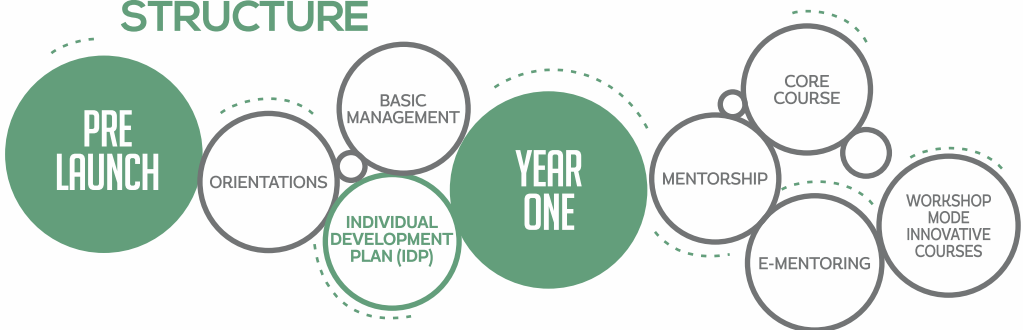 STRUCTURE
PRE
LAUNCH
ORIENTATIONS
BASIC
MANAGEMENT
INDIVIDUAL
DEVELOPMENT
PLAN (IDP)
YEAR
ONE
MENTORSHIP
CORE
COURSE
E-MENTORING
WORKSHOP
MODE
INNOVATIVE
COURSES